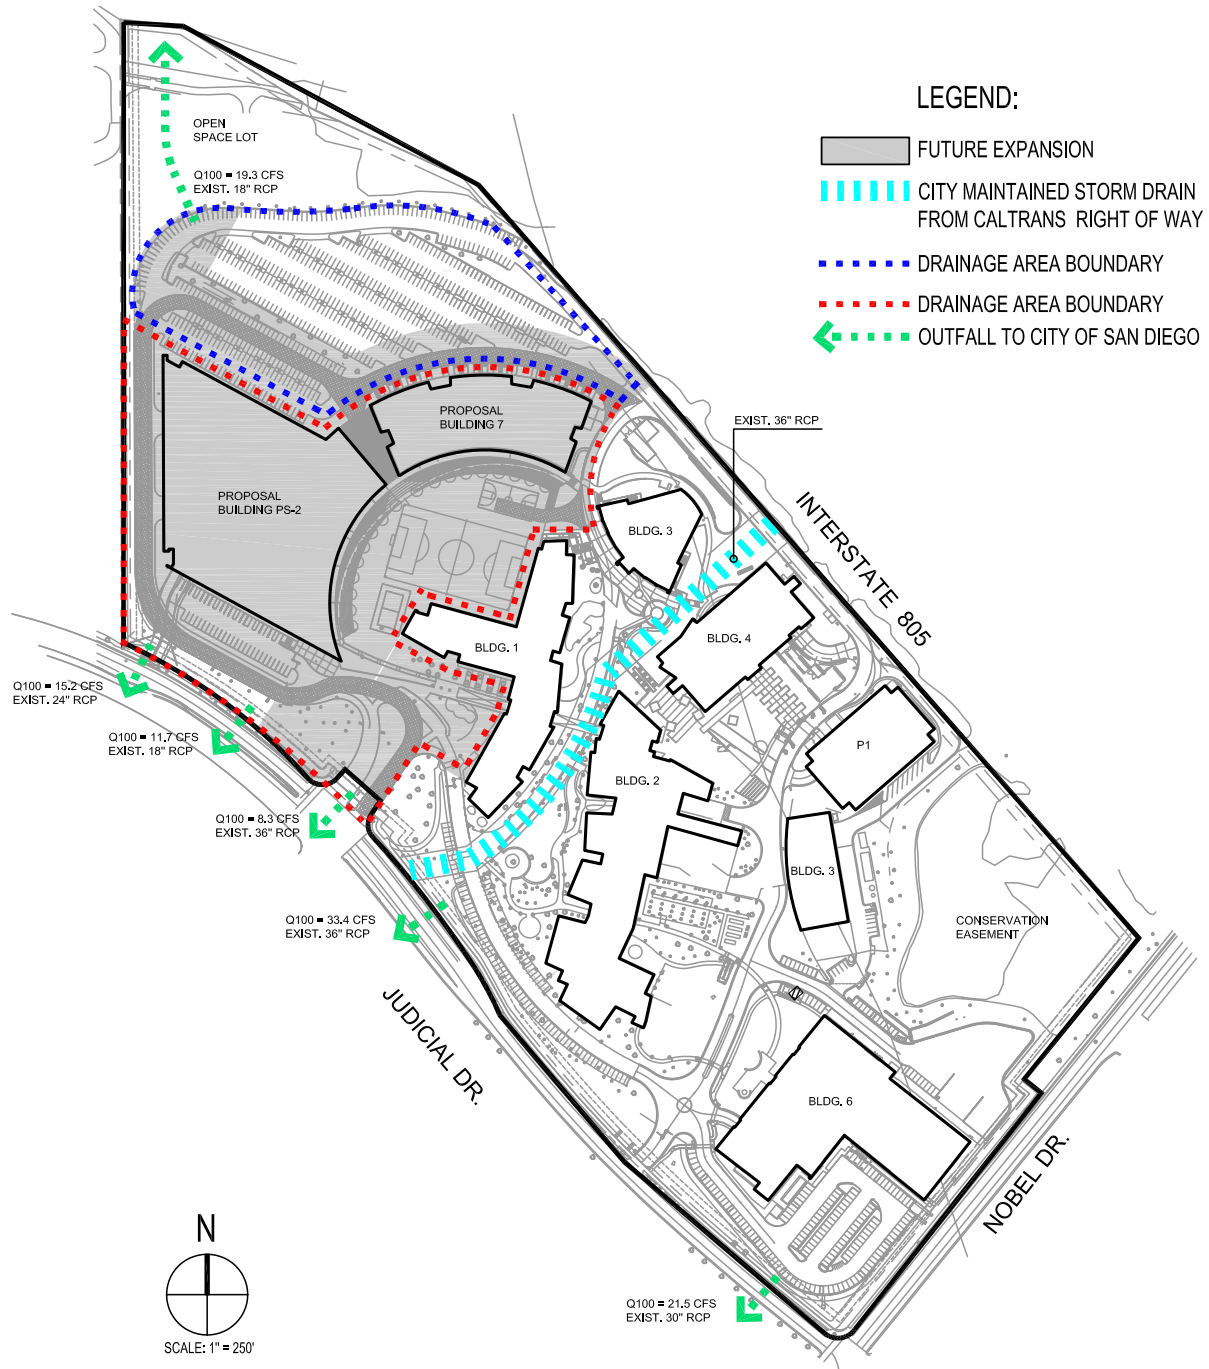 LEGEND:
FUTURE EXPANSION
CITY MAINTAINED STORM DRAIN
FROM CALTRANS RIGHT OF WAY
DRAINAGE AREA BOUNDARY
DRAINAGE AREA BOUNDARY
OUTFALL TO CITY OF SAN DIEGO
OPEN
SPACE LOT
Q100 = 19.3 CFS
EXIST. 18" RCP
PROPOSAL
BUILDING 7
EXIST. 36" RCP
PROPOSAL
BUILDING PS-2
INTERSTATE 805
BLDG. 3
BLDG. 4
BLDG. 1
Q100 = 15.2 CFS
EXIST. 24" RCP
Q100 = 11.7 CFS
EXIST. 18" RCP
P1
BLDG. 2
Q100 = 8.3 CFS
EXIST. 36" RCP
BLDG. 3
Q100 = 33.4 CFS
EXIST. 36" RCP
CONSERVATION
EASEMENT
JUDICIAL DR.
BLDG. 6
NOBEL DR.
N
SCALE: 1" = 250'
Q100 = 21.5 CFS
EXIST. 30" RCP